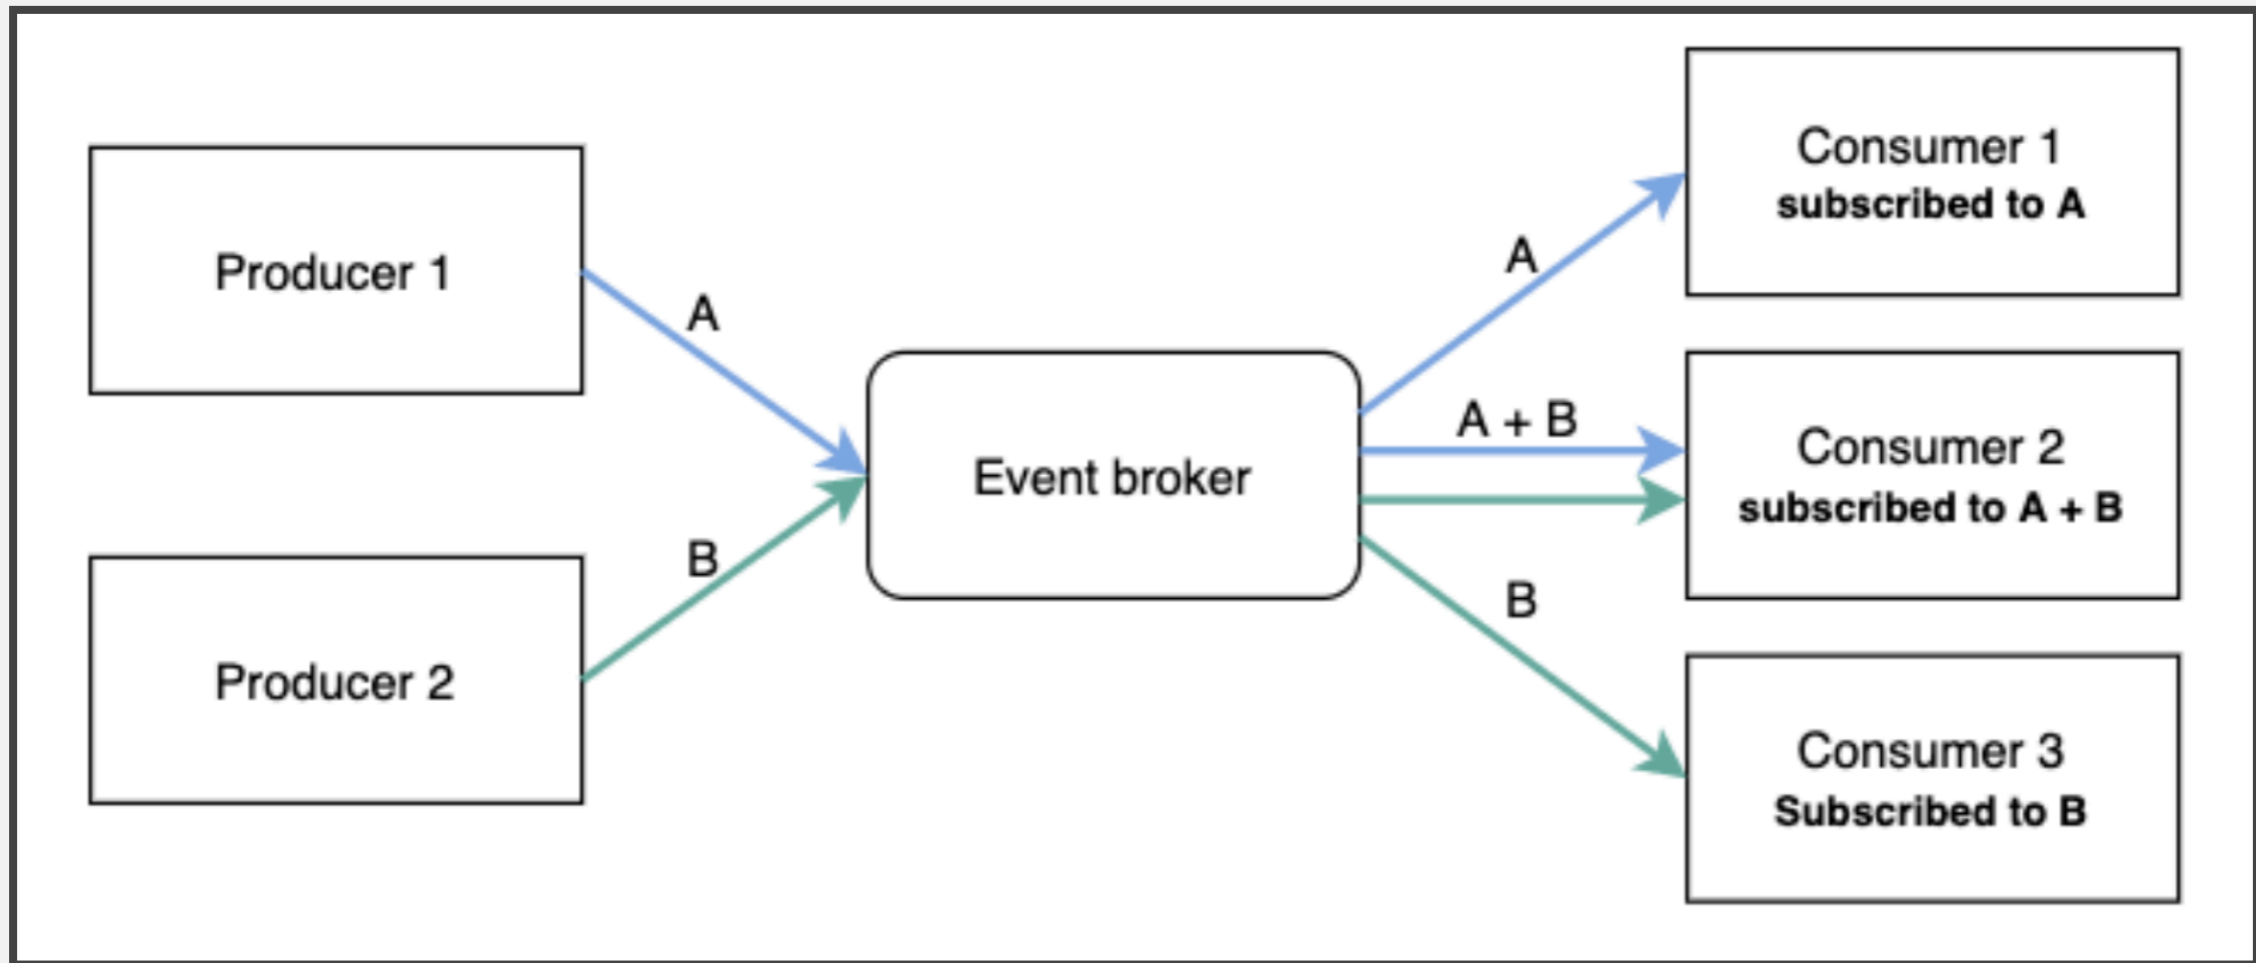 Producer 1
A
B
Producer 2
Event broker
A
A + B
B
Consumer 1
subscribed to A
Consumer 2
subscribed to A + B
Consumer 3
Subscribed to B